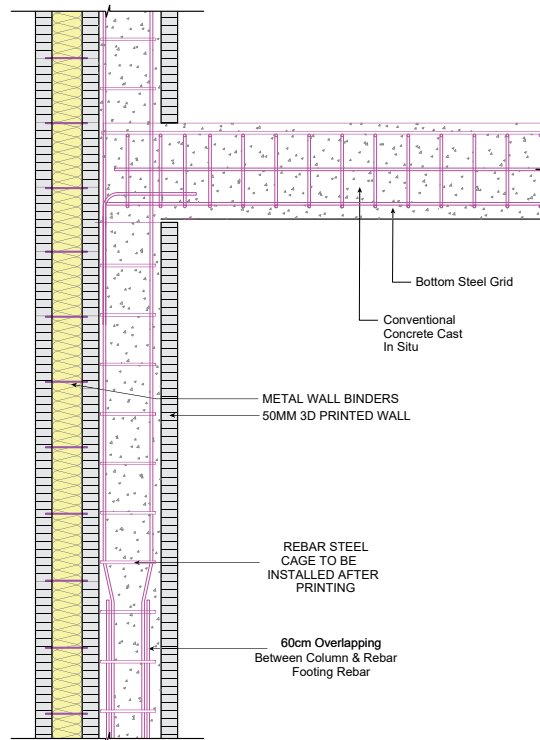 Bottom Steel Grid
Conventional
Concrete Cast
In Situ
METAL WALL BINDERS
50MM 3D PRINTED WALL
REBAR STEEL
CAGE TO BE
INSTALLED AFTER
PRINTING
60cm Overlapping
Between Column & Rebar
Footing Rebar